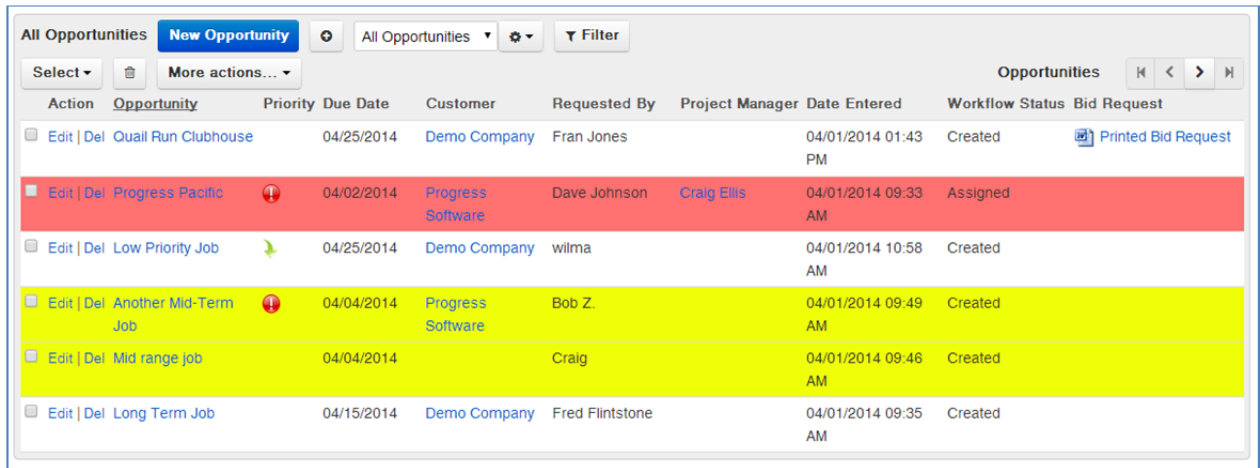 All Opportunities New Opportunity All Opportunities Filter
Select More actions... Opportunities
Action Opportunity Priority Due Date Customer Requested By Project Manager Date Entered Workflow Status Bid Request
Edit | Del Quail Run Clubhouse 04/25/2014 Demo Company Fran Jones 04/01/2014 01:43 Created Printed Bid Request
PM
Edit | Del Progress Pacific 04/02/2014 Progress Dave Johnson Craig Ellis 04/01/2014 09:33 Assigned
Software AM
Edit | Del Low Priority Job 04/25/2014 Demo Company wilma 04/01/2014 10:58 Created
AM
Edit | Del Another Mid-Term 04/04/2014 Progress Bob Z. 04/01/2014 09:49 Created
Job Software AM
Edit | Del Mid range job 04/04/2014 Craig 04/01/2014 09:46 Created
AM
Edit | Del Long Term Job 04/15/2014 Demo Company Fred Flintstone 04/01/2014 09:35 Created
AM